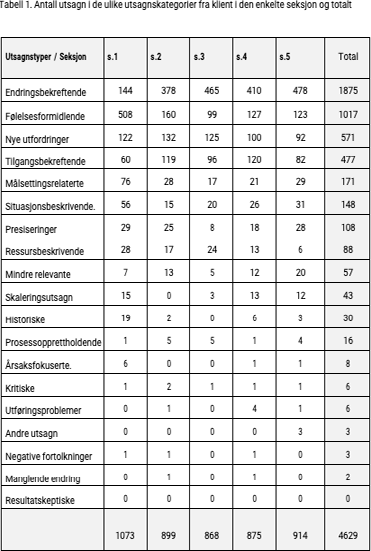 Tabell 1. Antall utsagn i de ulike utsagnskategorier fra klient i den enkelte seksjon og totalt
Utsagnstyper / Seksjon s.1 s.2 s.3 s.4 s.5 Total
Endringsbekreftende 144 378 465 410 478 1875
Følelsesformidlende 508 160 99 127 123 1017
Nye utfordringer 122 132 125 100 92 571
Tilgangsbekreftende 60 119 96 120 82 477
Målsettingsrelaterte 76 28 17 21 29 171
Situasjonsbeskrivende. 56 15 20 26 31 148
Presiseringer 29 25 8 18 28 108
Ressursbeskrivende 28 17 24 13 6 88
Mindre relevante 7 13 5 12 20 57
Skaleringsutsagn 15 0 3 13 12 43
Historiske 19 2 0 6 3 30
Prosessopprettholdende 1 5 5 1 4 16
Årsaksfokuserte. 6 0 0 1 1 8
Kritiske 1 2 1 1 1 6
Utføringsproblemer 0 1 0 4 1 6
Andre utsagn 0 0 0 0 3 3
Negative fortolkninger 1 1 0 1 0 3
Manglende endring 0 1 0 1 0 2
Resultatskeptiske 0 0 0 0 0 0
1073 899 868 875 914 4629